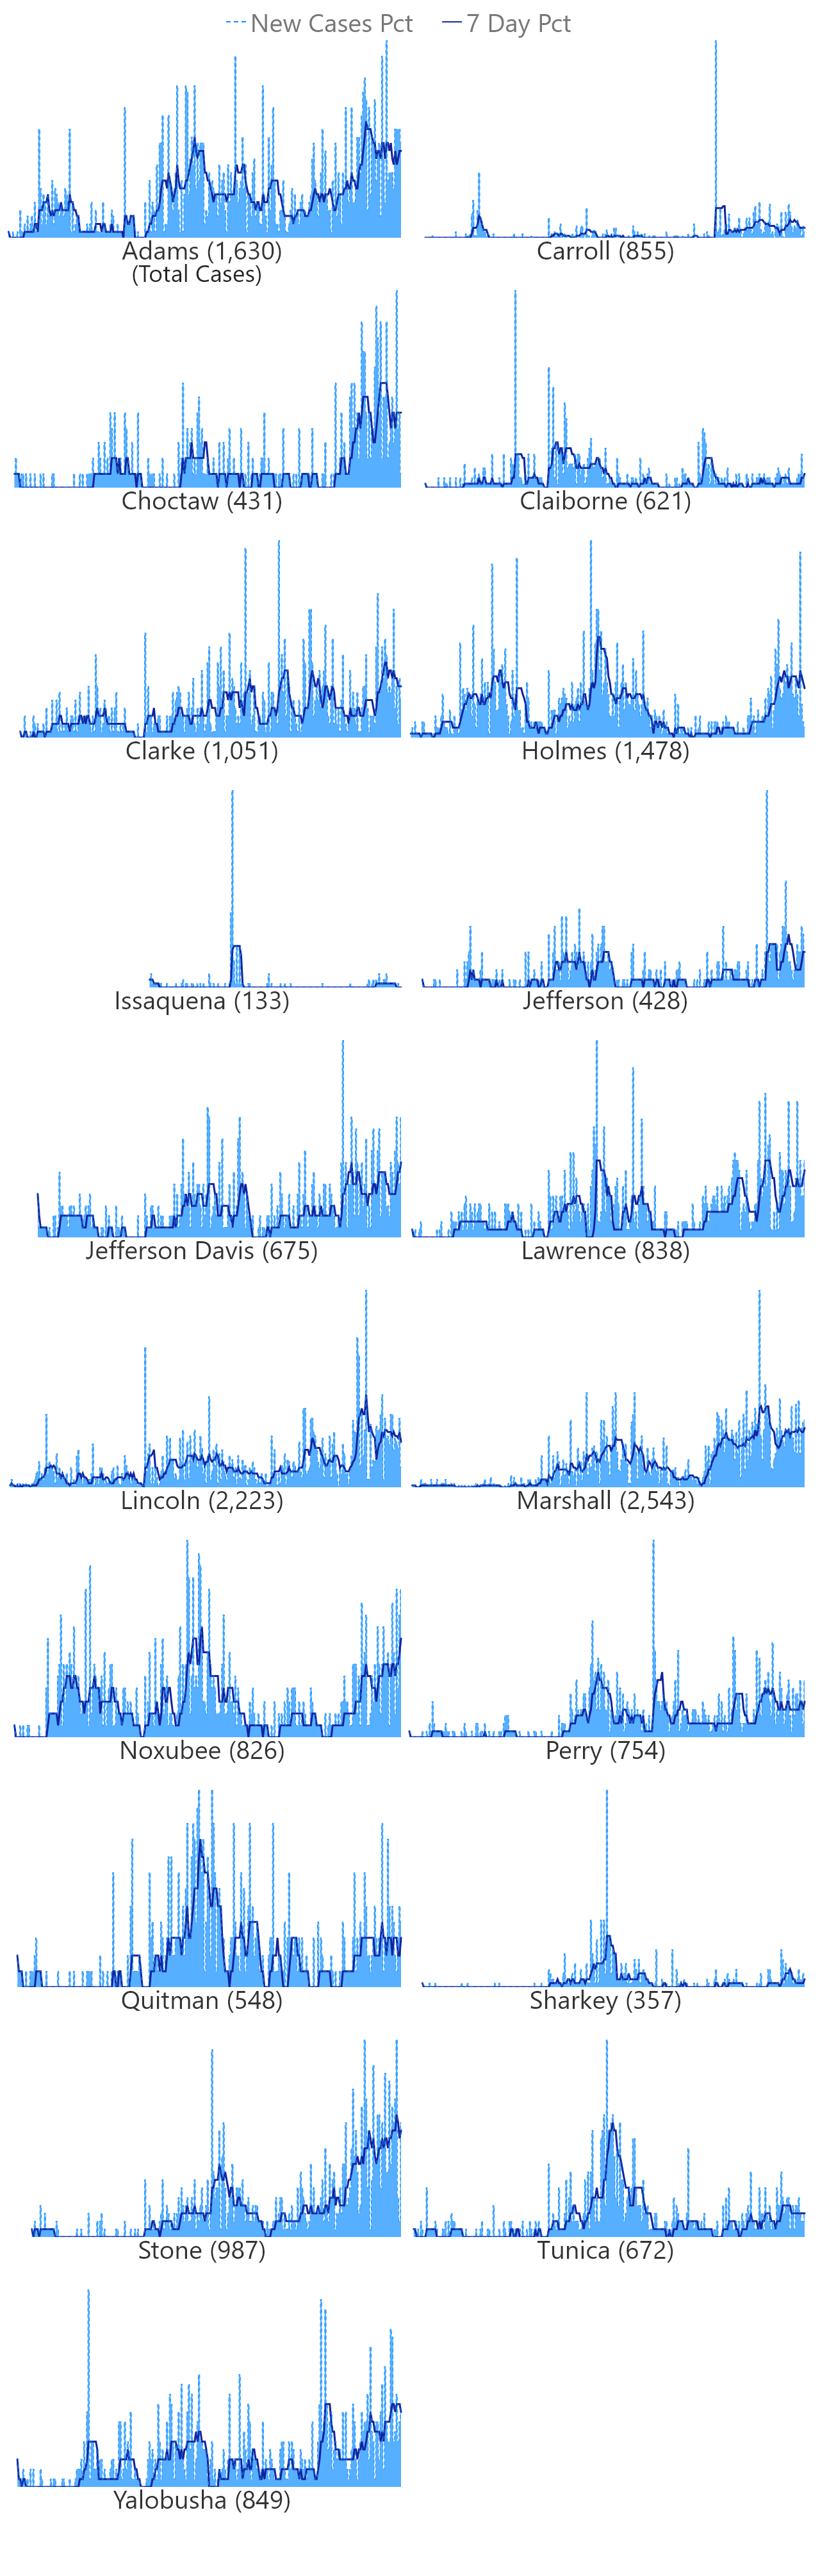 New Cases Pct 7 Day Pct
Adams (1,630) Carroll (855)
(Total Cases)
Choctaw (431) Claiborne (621)
Clarke (1,051) Holmes (1,478)
Issaquena (133) Jefferson (428)
Jefferson Davis (675) Lawrence (838)
Lincoln (2,223) Marshall (2,543)
Noxubee (826) Perry (754)
Quitman (548) Sharkey (357)
Stone (987) Tunica (672)
Yalobusha (849)